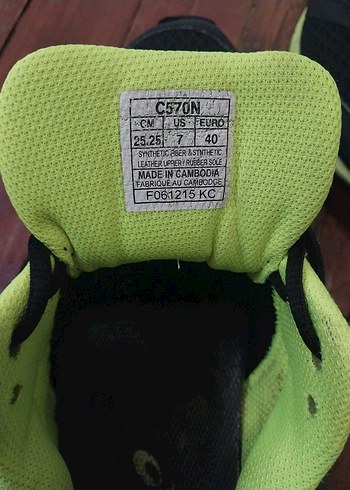 C570N
CM US EURO
25.25 7 40
SYNTHETIC FIBER & SYNTHETIC
LEATHER UPPER / RUBBER SOLE
MADE IN CAMBODIA
FABRIQUÉ AU CAMBODGE
F061215 KC